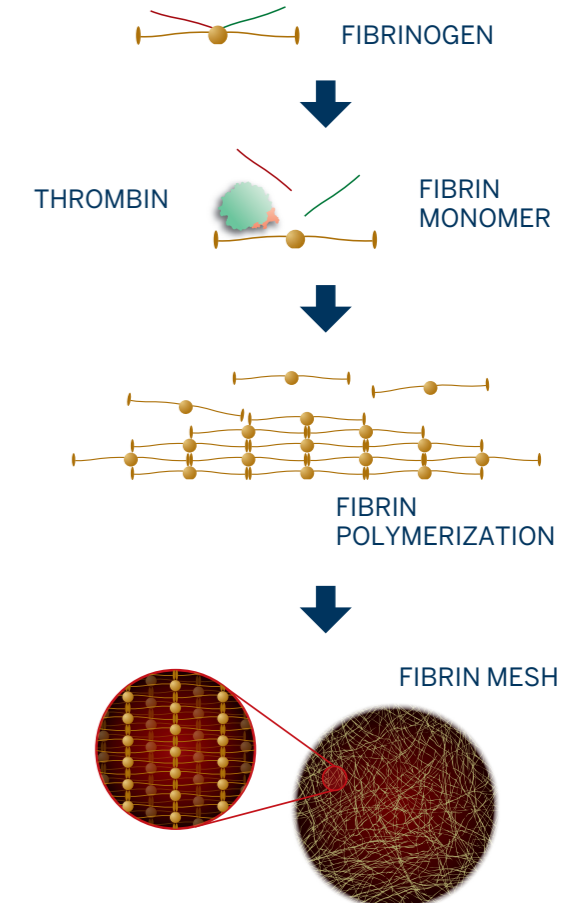 FIBRINOGEN
THROMBIN
FIBRIN
MONOMER
FIBRIN
POLYMERIZATION
FIBRIN MESH